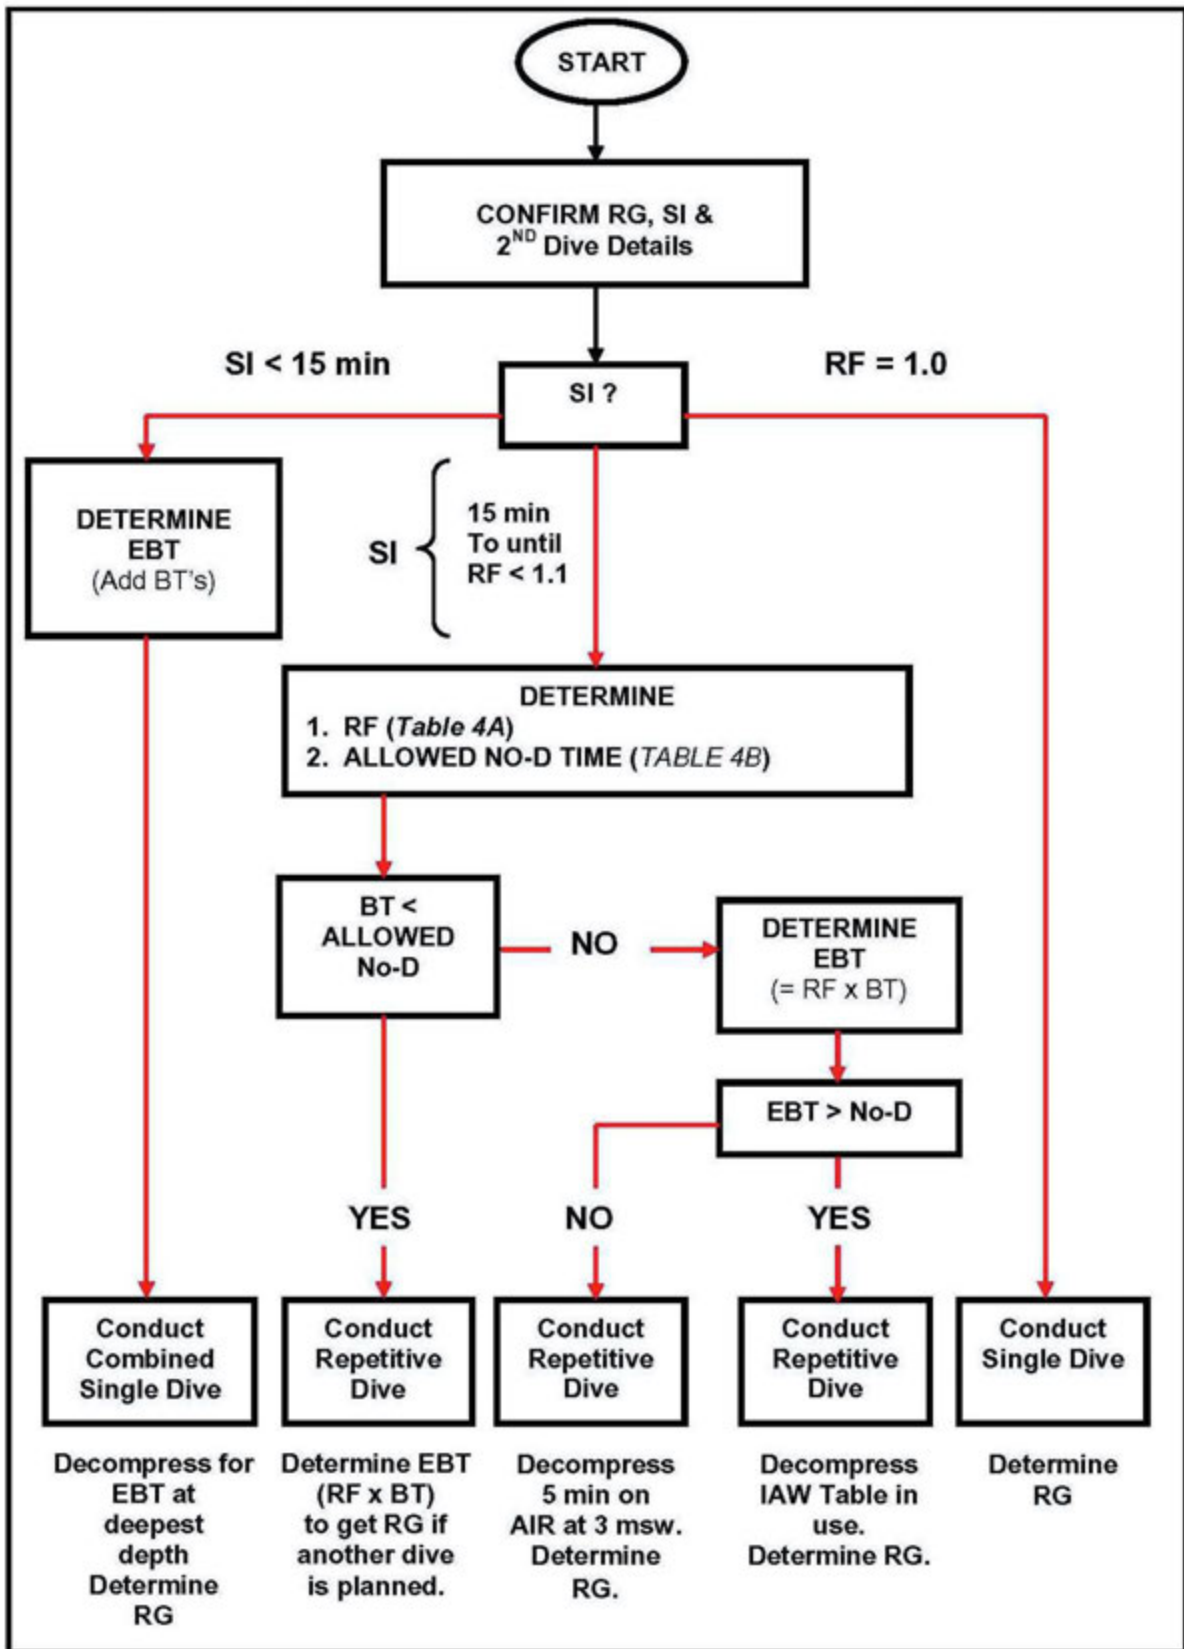 START
CONFIRM RG, SI &
2ND Dive Details
SI < 15 min
RF = 1.0
SI ?
DETERMINE
EBT
(Add BT's)
SI
15 min
To until
RF < 1.1
DETERMINE
1. RF (Table 4A)
2. ALLOWED NO-D TIME (TABLE 4B)
BT <
ALLOWED
No-D
NO
DETERMINE
EBT
(= RF x BT)
EBT > No-D
YES
NO
YES
Conduct
Combined
Single Dive
Conduct
Repetitive
Dive
Conduct
Repetitive
Dive
Conduct
Repetitive
Dive
Conduct
Single Dive
Decompress for
EBT at
deepest
depth
Determine
RG
Determine EBT
(RF x BT)
to get RG if
another dive
is planned.
Decompress
5 min on
AIR at 3 msw.
Determine
RG.
Decompress
IAW Table in
use.
Determine RG.
Determine
RG